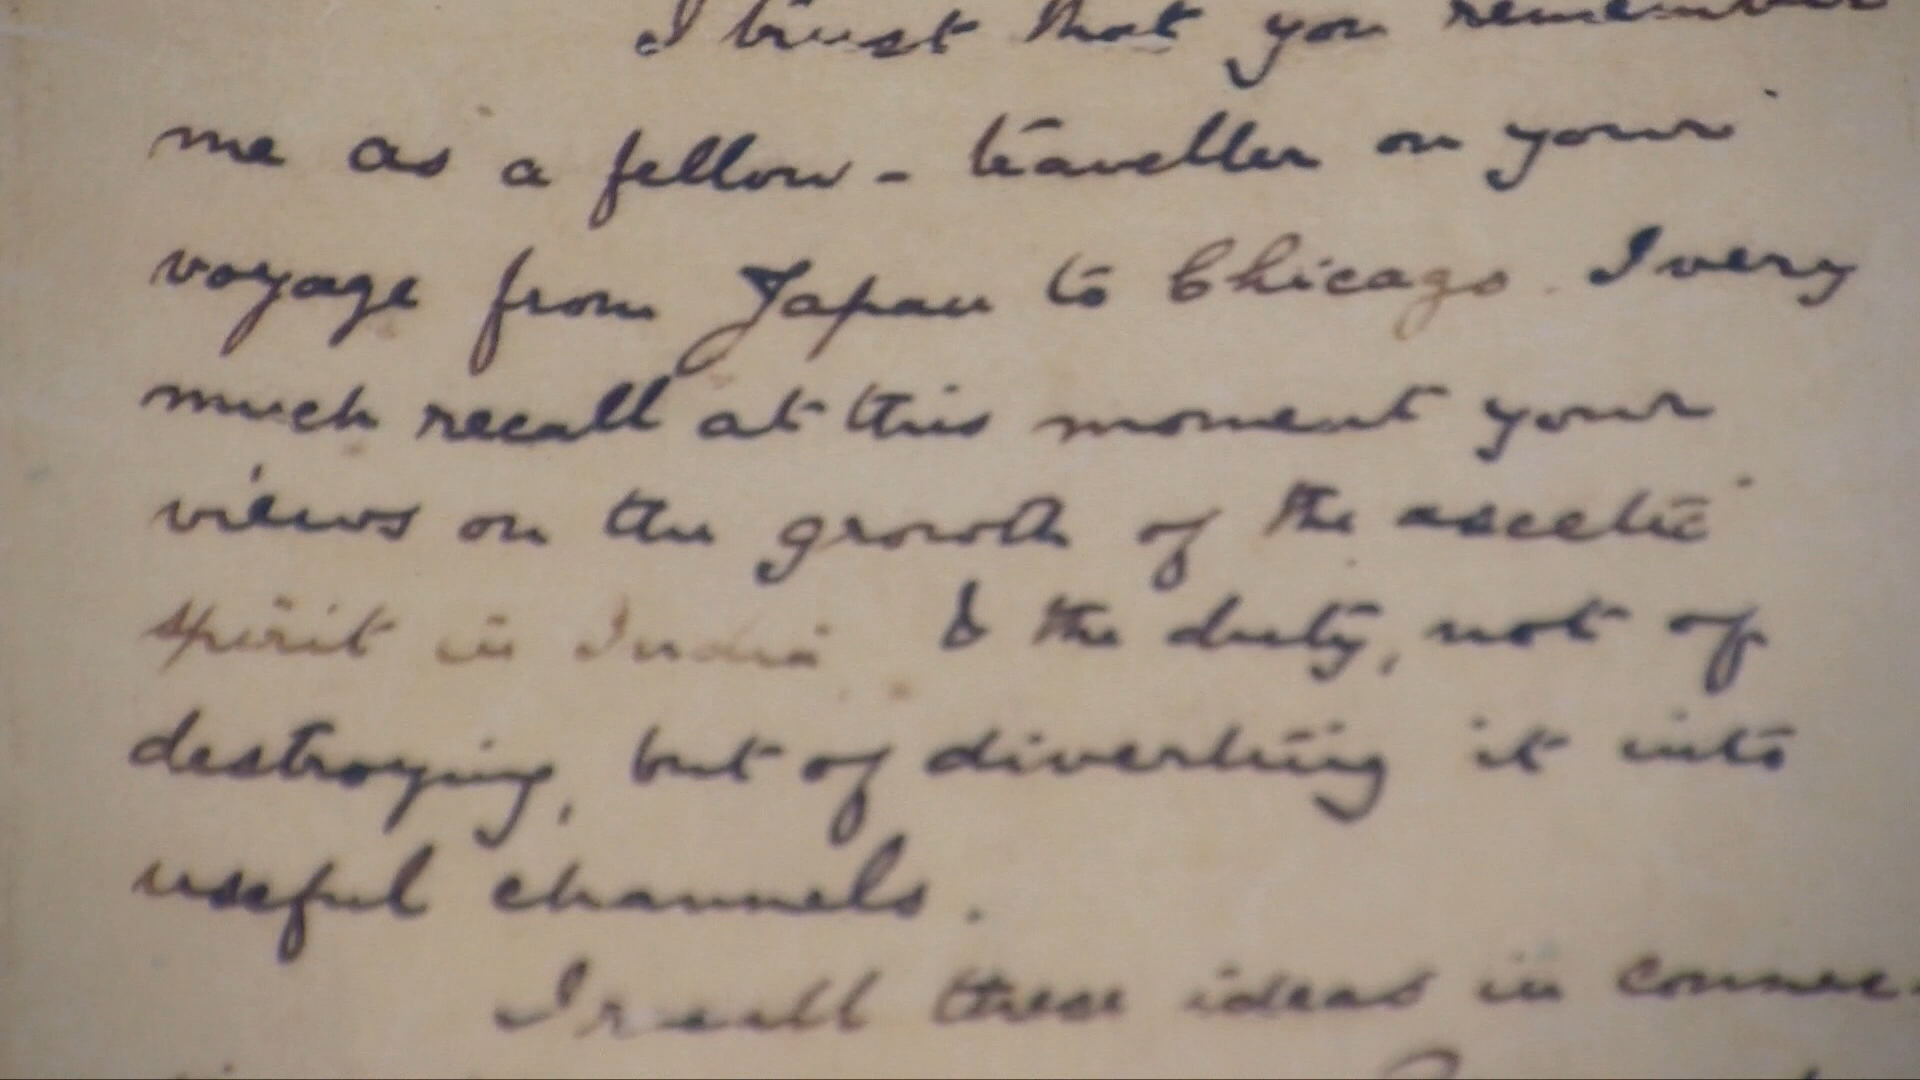 I trust that you remember
me as a fellow-traveller on your
voyage from Japan to Chicago. I very
much recall at this moment your
views on the growth of the ascetic
spirit in India & the duty, not of
destroying, but of diverting it into
useful channels.
I recall these ideas in connec-